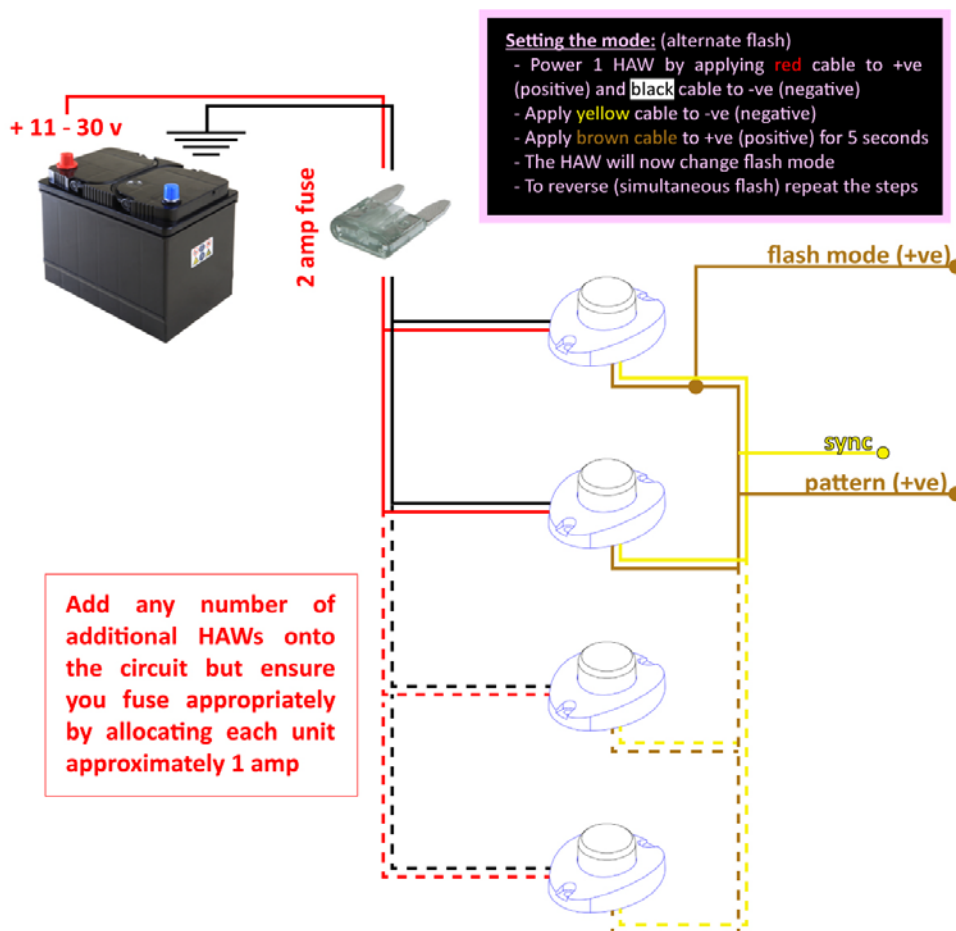 Setting the mode: (alternate flash)
- Power 1 HAW by applying red cable to +ve
(positive) and black cable to -ve (negative)
- Apply yellow cable to -ve (negative)
- Apply brown cable to +ve (positive) for 5 seconds
- The HAW will now change flash mode
- To reverse (simultaneous flash) repeat the steps
+ 11 - 30 v
2 amp fuse
flash mode (+ve)
sync
pattern (+ve)
Add any number of
additional HAWs onto
the circuit but ensure
you fuse appropriately
by allocating each unit
approximately 1 amp